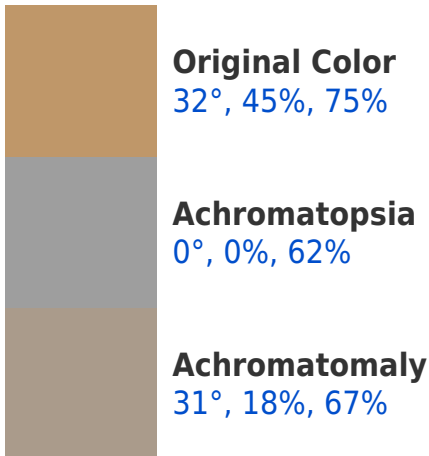 Original Color
32°, 45%, 75%
Achromatopsia
0°, 0%, 62%
Achromatomaly
31°, 18%, 67%